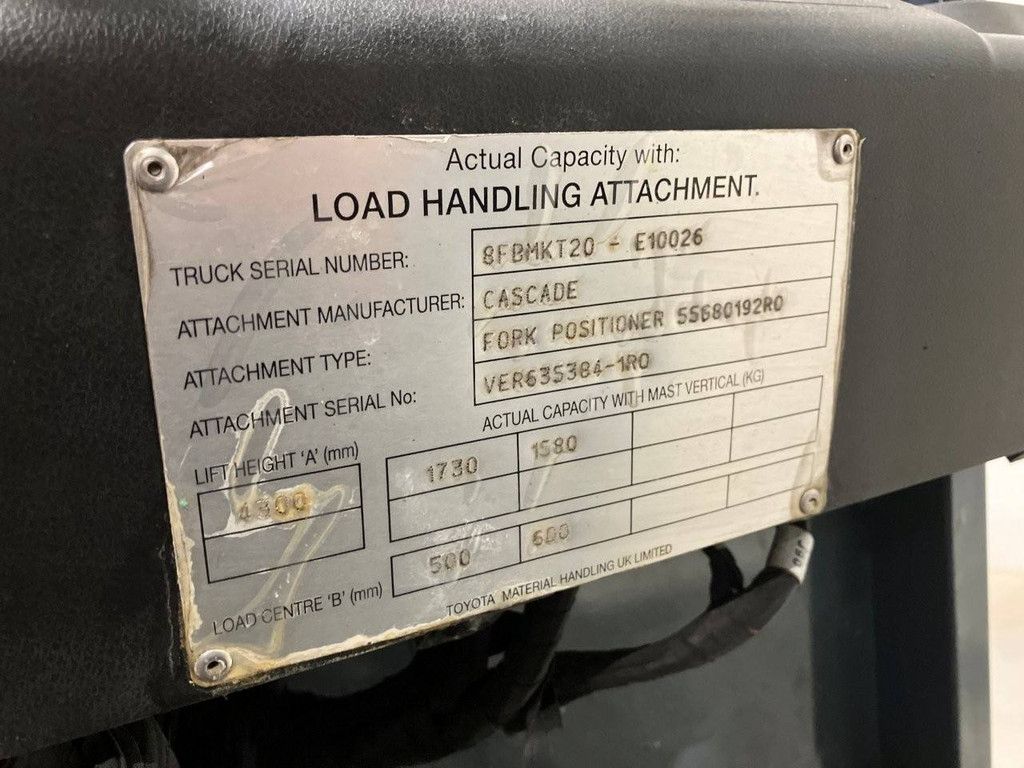 Actual Capacity with:
LOAD HANDLING ATTACHMENT.
TRUCK SERIAL NUMBER: 8FBMKT20 - E10026
ATTACHMENT MANUFACTURER: CASCADE
ATTACHMENT TYPE: FORK POSITIONER 55680192R0
ATTACHMENT SERIAL No: VER635384-1R0
LIFT HEIGHT 'A' (mm) ACTUAL CAPACITY WITH MAST VERTICAL (KG)
4300 1730 1580
LOAD CENTRE 'B' (mm) 500 600
TOYOTA MATERIAL HANDLING UK LIMITED